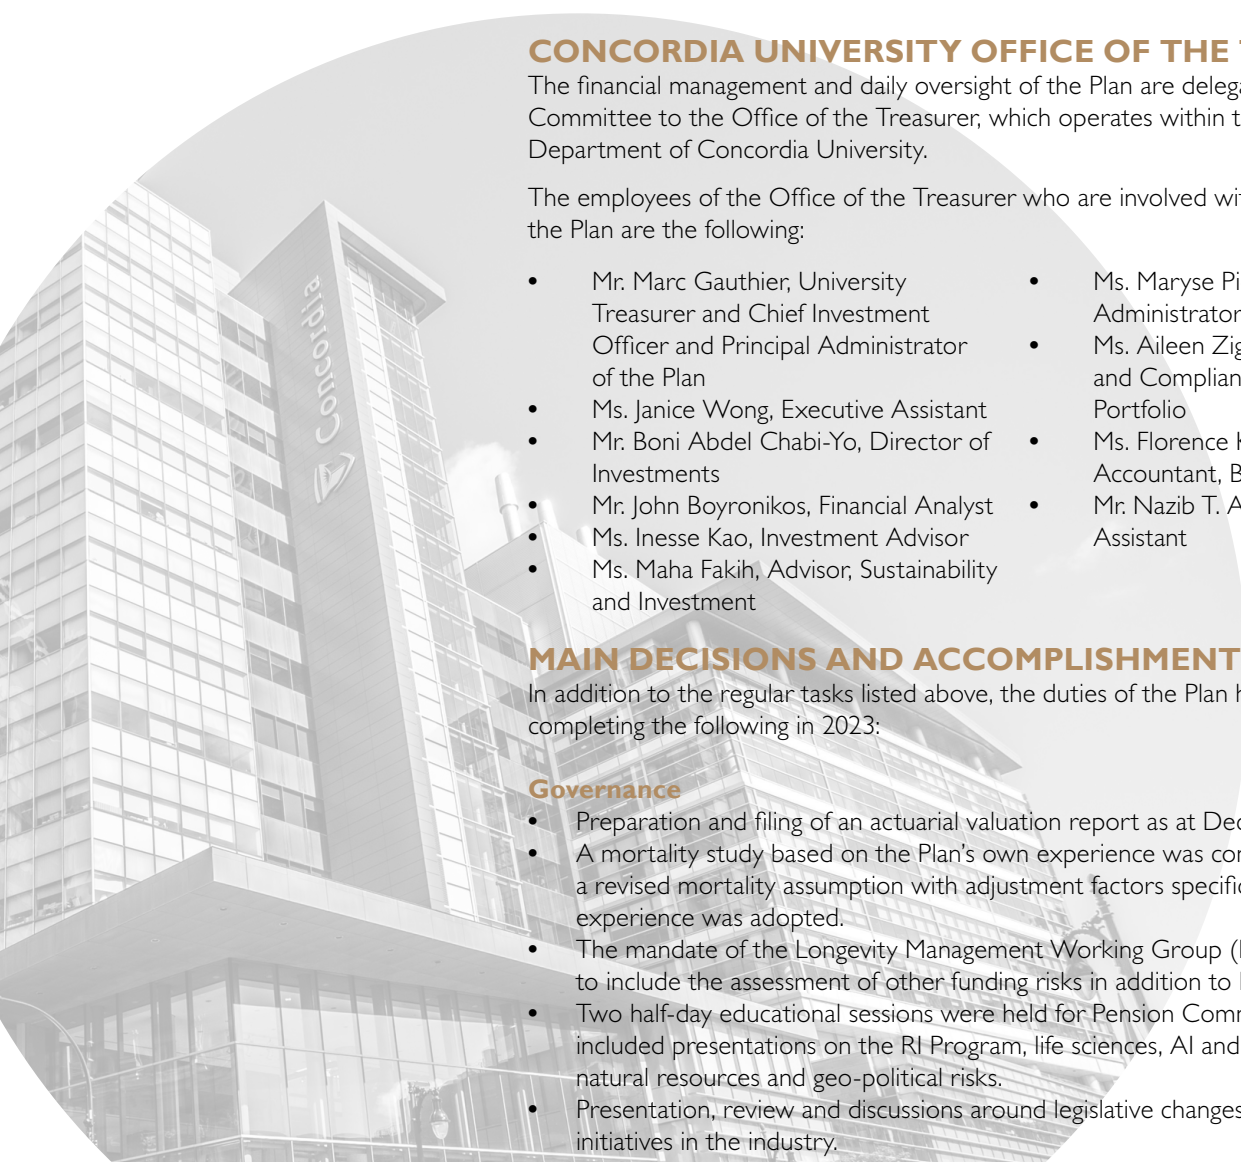 CONCORDIA UNIVERSITY OFFICE OF THE
The financial management and daily oversight of the Plan are
Committee to the Office of the Treasurer, which operates within
Department of Concordia University.
The employees of the Office of the Treasurer who are involved
the Plan are the following:
• Mr. Marc Gauthier, University
Treasurer and Chief Investment
Officer and Principal Administrator
of the Plan
• Ms. Janice Wong, Executive Assistant
• Mr. Boni Abdel Chabi-Yo, Director of
Investments
• Mr. John Boyronikos, Financial Analyst
• Ms. Inesse Kao, Investment Advisor
• Ms. Maha Fakih, Advisor, Sustainability
and Investment
• Ms. Maryse
Administrator
• Ms. Aileen
and
Portfolio
• Ms. Florence
Accountant,
• Mr. Nazib T.
Assistant
Concordia
MAIN DECISIONS AND ACCOMPLISHMENT
In addition to the regular tasks listed above, the duties of the Plan
completing the following in 2023:
Governance
• Preparation and filing of an actuarial valuation report as at
• A mortality study based on the Plan's own experience was
a revised mortality assumption with adjustment factors
experience was adopted.
• The mandate of the Longevity Management Working Group
to include the assessment of other funding risks in addition to
• Two half-day educational sessions were held for Pension
included presentations on the RI Program, life sciences, AI and
natural resources and geo-political risks.
• Presentation, review and discussions around legislative changes
initiatives in the industry.